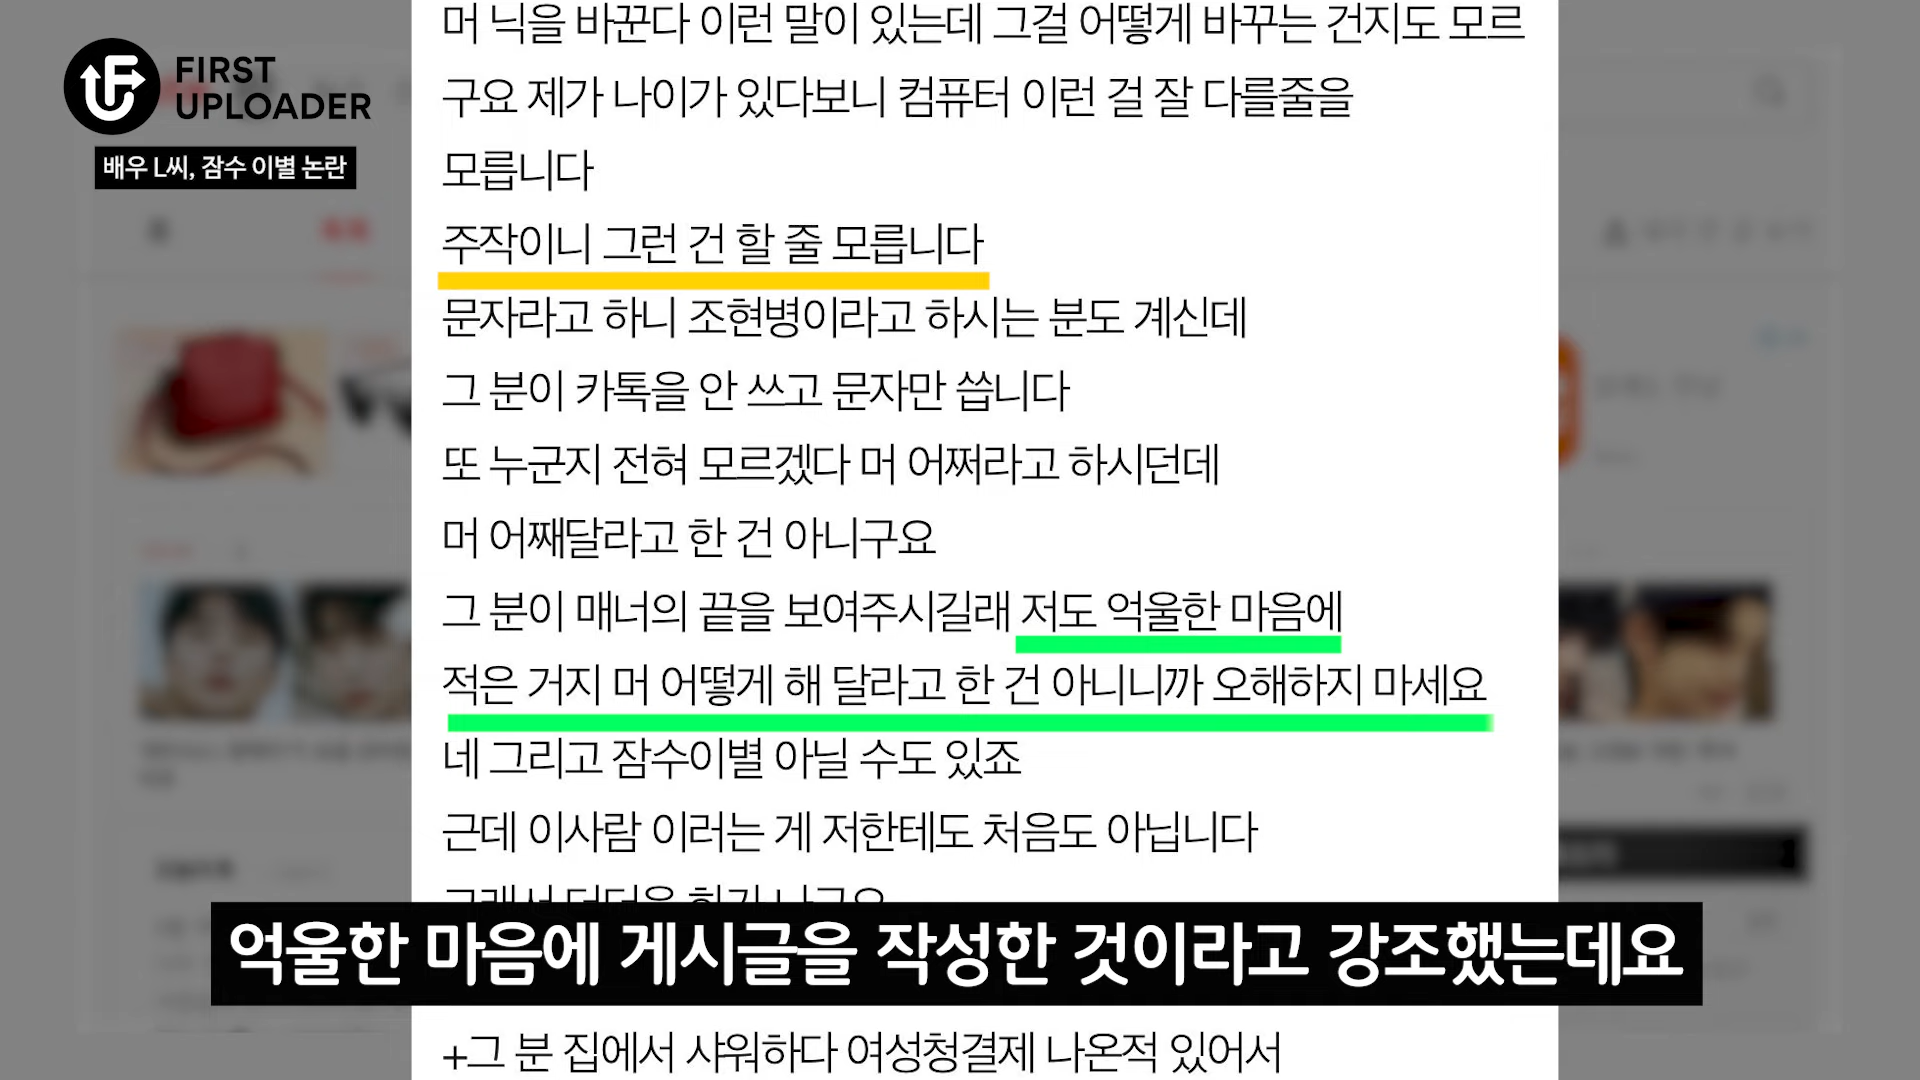 FIRST
UPLOADER
배우 L씨, 잠수 이별 논란
머 닉을 바꾼다 이런 말이 있는데 그걸 어떻게 바꾸는 건지도 모르
구요 제가 나이가 있다보니 컴퓨터 이런 걸 잘 다를줄을
모릅니다
주작이니 그런 건 할 줄 모릅니다
문자라고 하니 조현병이라고 하시는 분도 계신데
그 분이 카톡을 안 쓰고 문자만 씁니다
또 누군지 전혀 모르겠다 머 어쩌라고 하시던데
머 어째달라고 한 건 아니구요
그 분이 매너의 끝을 보여주시길래 저도 억울한 마음에
적은 거지 머 어떻게 해 달라고 한 건 아니니까 오해하지 마세요
네 그리고 잠수이별 아닐 수도 있죠
근데 이사람 이러는 게 저한테도 처음도 아닙니다
억울한 마음에 게시글을 작성한 것이라고 강조했는데요
+그 분 집에서 샤워하다 여성청결제 나온적 있어서